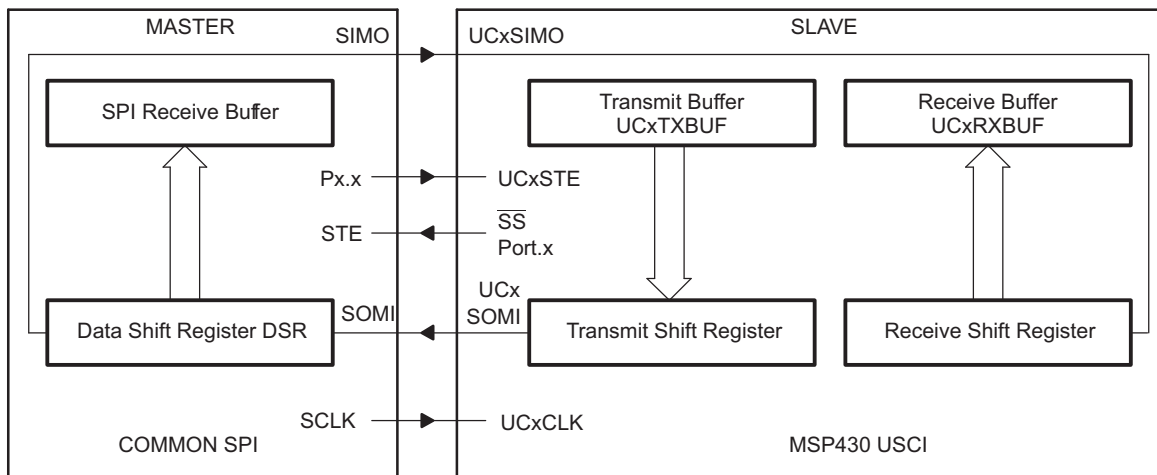 MASTER
SLAVE
SIMO
UCxSIMO
SPI Receive Buffer
Transmit Buffer
UCxTXBUF
Receive Buffer
UCxRXBUF
Px.x
UCxSTE
STE
SS
Port.x
SOMI
UCx
SOMI
Data Shift Register DSR
Transmit Shift Register
Receive Shift Register
SCLK
UCxCLK
COMMON SPI
MSP430 USCI